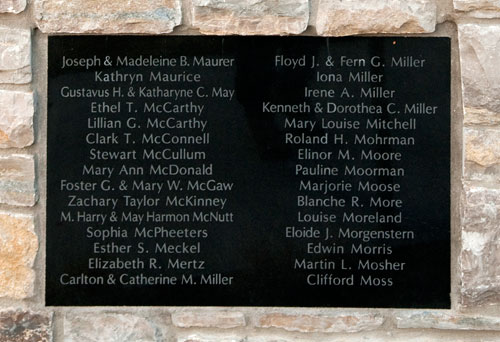 Joseph & Madeleine B. Maurer
Kathryn Maurice
Gustavus H. & Katharyne C. May
Ethel T. McCarthy
Lillian G. McCarthy
Clark T. McConnell
Stewart McCullum
Mary Ann McDonald
Foster G. & Mary W. McGaw
Zachary Taylor McKinney
M. Harry & May Harmon McNutt
Sophia McPheeters
Esther S. Meckel
Elizabeth R. Mertz
Carlton & Catherine M. Miller
Floyd J. & Fern G. Miller
Iona Miller
Irene A. Miller
Kenneth & Dorothea C. Miller
Mary Louise Mitchell
Roland H. Mohrman
Elinor M. Moore
Pauline Moorman
Marjorie Moose
Blanche R. More
Louise Moreland
Eloide J. Morgenstern
Edwin Morris
Martin L. Mosher
Clifford Moss